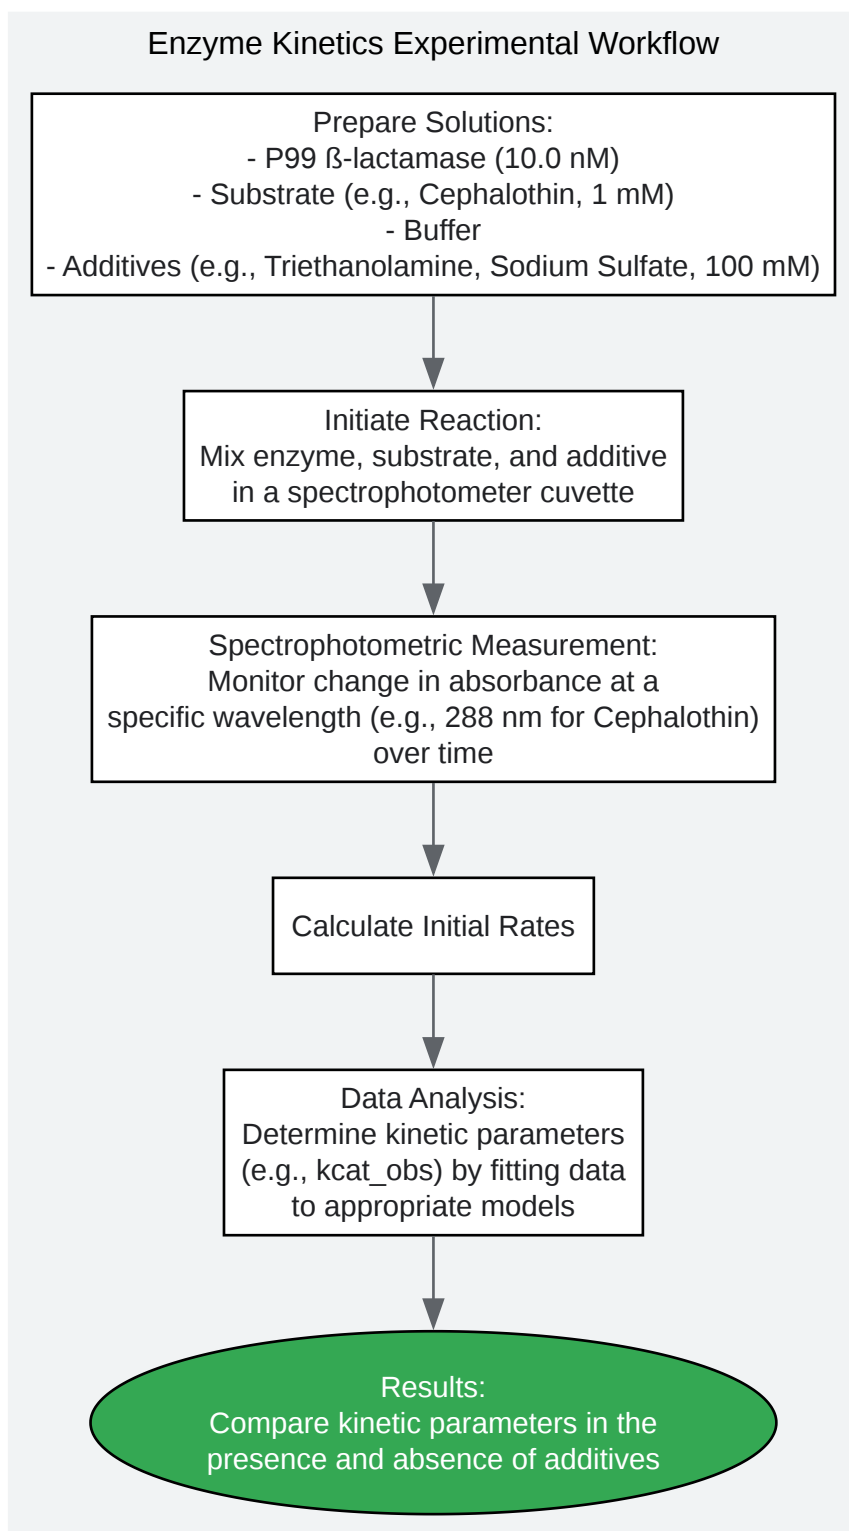 Enzyme Kinetics Experimental Workflow
Prepare Solutions:
- P99 ß-lactamase (10.0 nM)
- Substrate (e.g., Cephalothin, 1 mM)
- Buffer
- Additives (e.g., Triethanolamine, Sodium Sulfate, 100 mM)
Initiate Reaction:
Mix enzyme, substrate, and additive
in a spectrophotometer cuvette
Spectrophotometric Measurement:
Monitor change in absorbance at a
specific wavelength (e.g., 288 nm for Cephalothin)
over time
Calculate Initial Rates
Data Analysis:
Determine kinetic parameters
(e.g., kcat_obs) by fitting data
to appropriate models
Results:
Compare kinetic parameters in the
presence and absence of additives